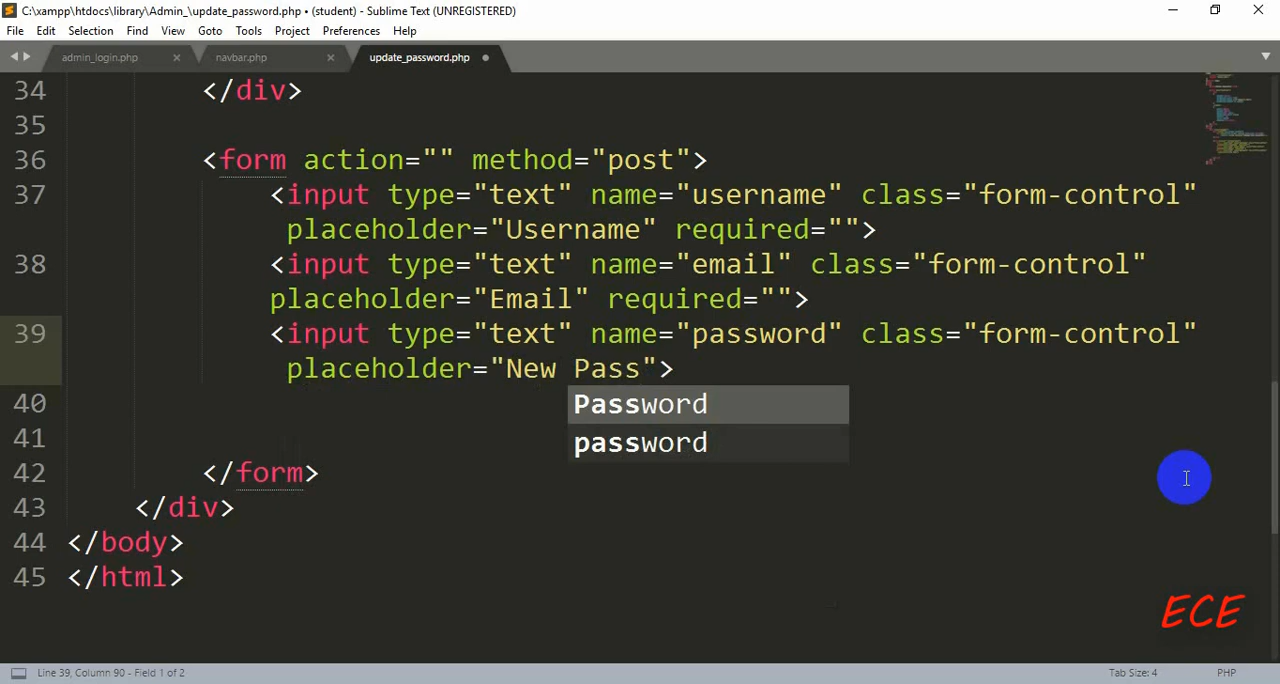 C:\xampp\htdocs\library\Admin_\update_password.php • (student) - Sublime Text (UNREGISTERED)
File Edit Selection Find View Goto Tools Project Preferences Help
admin_login.php × navbar.php × update_password.php
34 </div>
35
36 <form action="" method="post">
37 <input type="text" name="username" class="form-control"
placeholder="Username" required="">
38 <input type="text" name="email" class="form-control"
placeholder="Email" required="">
39 <input type="text" name="password" class="form-control"
placeholder="New Pass">
40
Password
41
password
42 </form>
43 </div>
44 </body>
45 </html>
ECE
Line 39, Column 90 - Field 1 of 2 Tab Size: 4 PHP